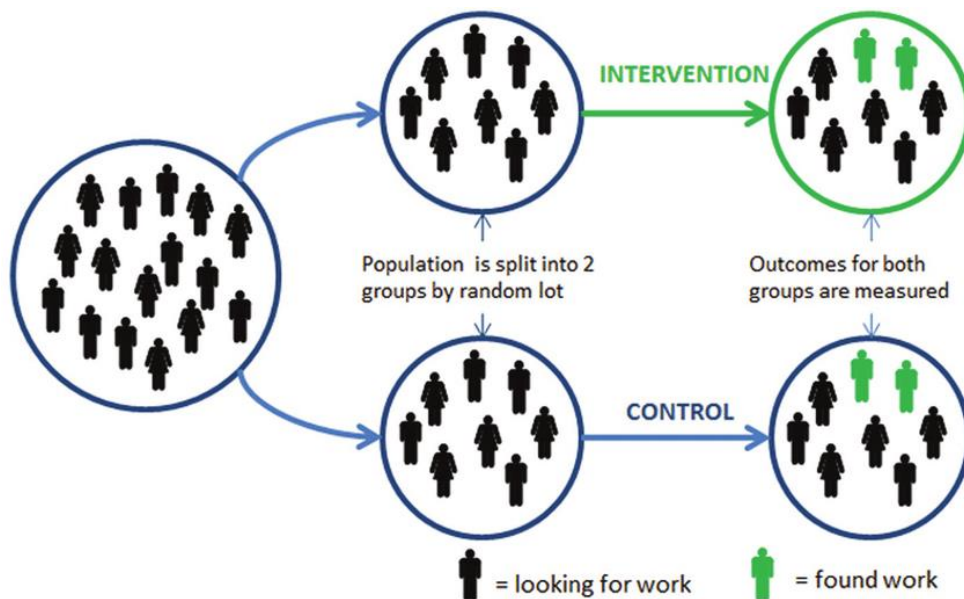 INTERVENTION
Population is split into 2
groups by random lot
Outcomes for both
groups are measured
CONTROL
= looking for work
= found work